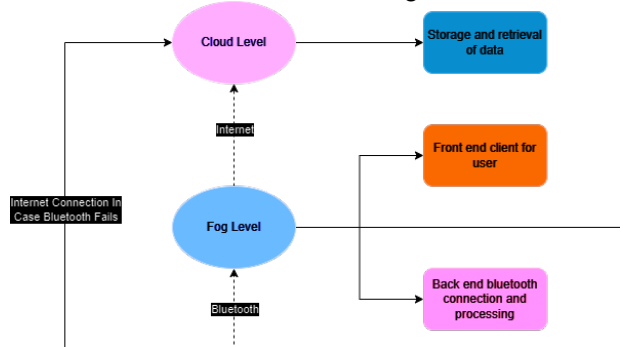 Cloud Level
Storage and retrieval
of data
Internet
Front end client for
user
Internet Connection In
Case Bluetooth Fails
Fog Level
Back end bluetooth
connection and
processing
Bluetooth